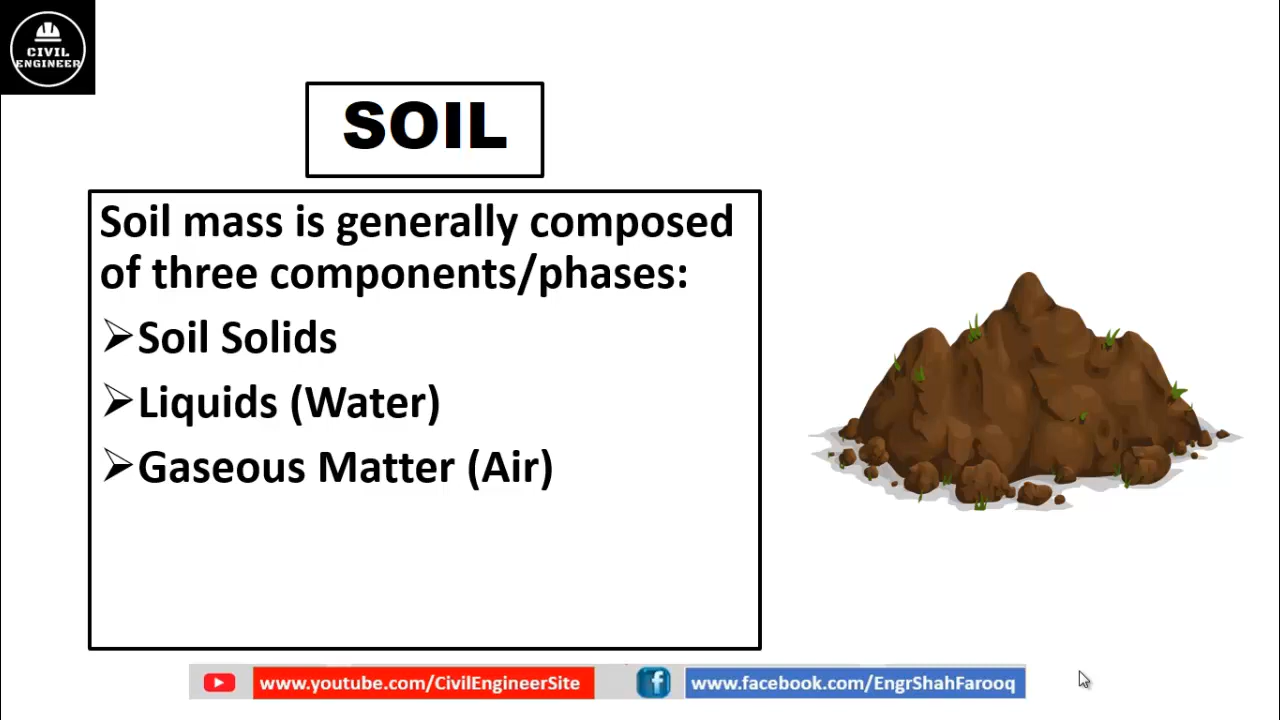 CIVIL
ENGINEER
SOIL
Soil mass is generally composed
of three components/phases:
➢Soil Solids
➢Liquids (Water)
➢Gaseous Matter (Air)
www.youtube.com/CivilEngineerSite
www.facebook.com/EngrShahFarooq